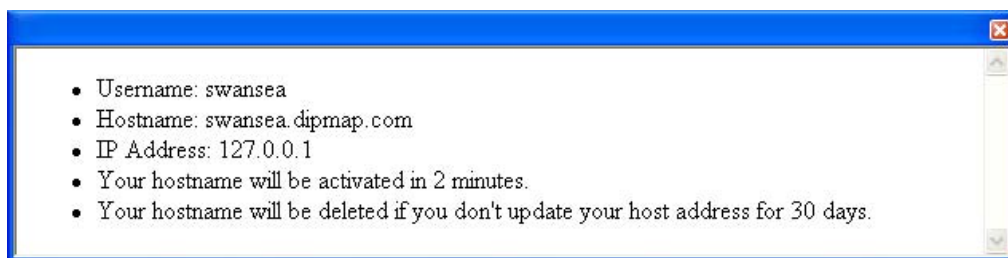 Username: swansea
Hostname: swansea.dipmap.com
IP Address: 127.0.0.1
Your hostname will be activated in 2 minutes.
Your hostname will be deleted if you don't update your host address for 30 days.